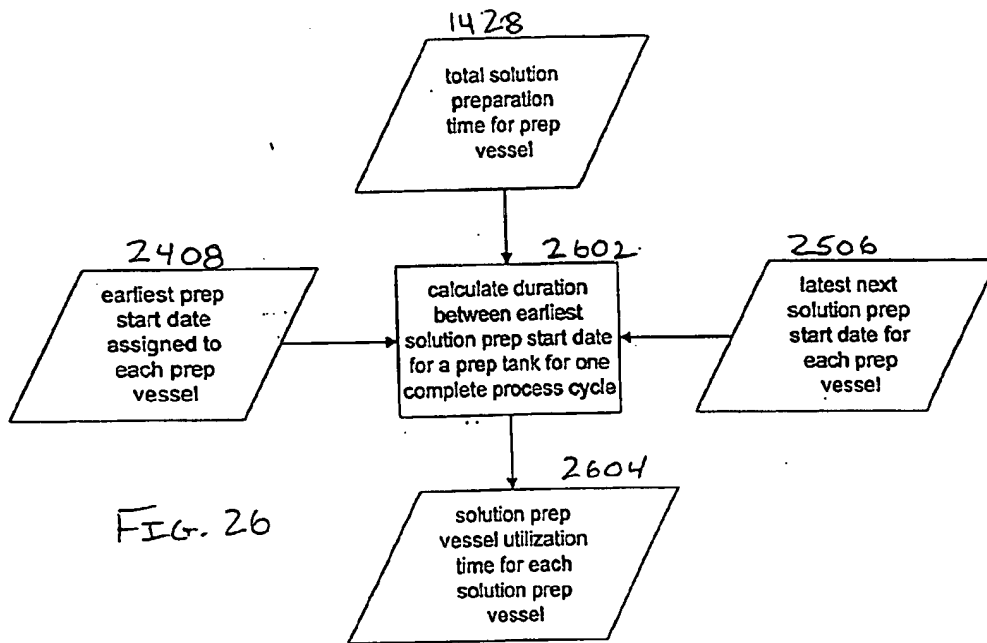 1428
total solution
preparation
time for prep
vessel
2408
earliest prep
start date
assigned to
each prep
vessel
2602
calculate duration
between earliest
solution prep start date
for a prep tank for one
complete process cycle
2506
latest next
solution prep
start date for
each prep
vessel
2604
solution prep
vessel utilization
time for each
solution prep
vessel
FIG. 26